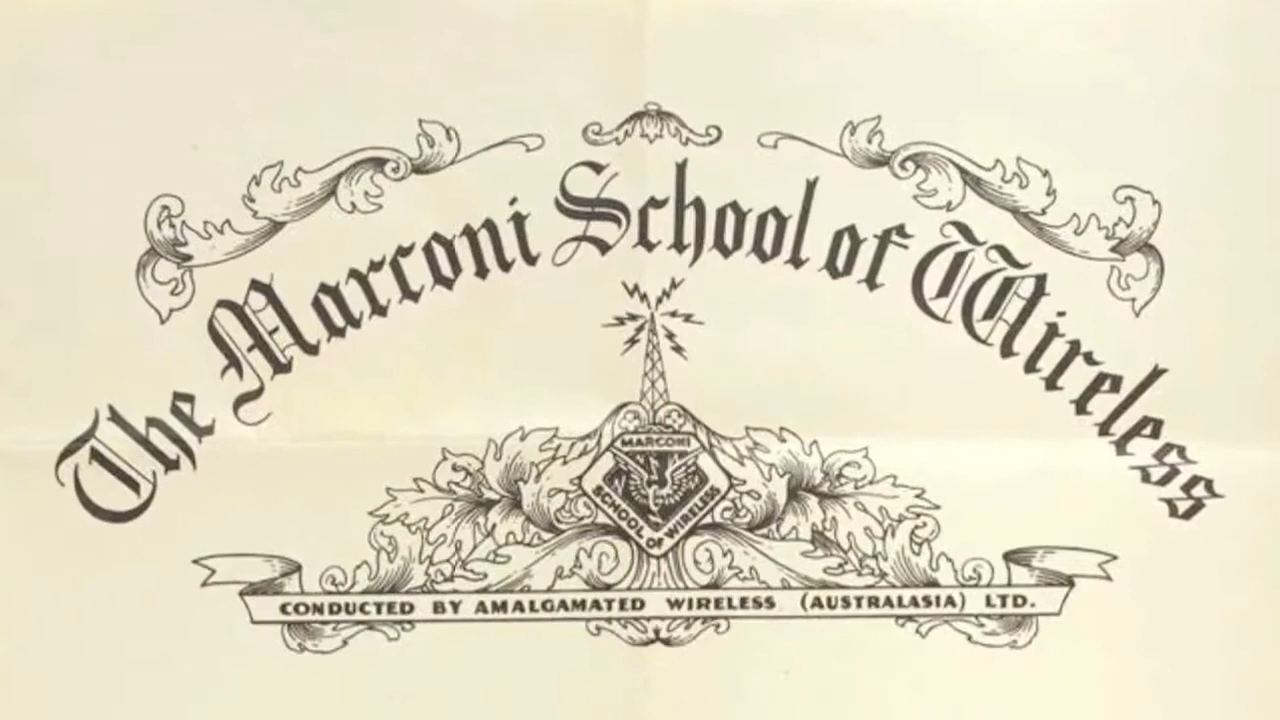 The Marconi School of Wireless
MARCONI
SCHOOL OF WIRELESS
CONDUCTED BY AMALGAMATED WIRELESS (AUSTRALASIA) LTD.